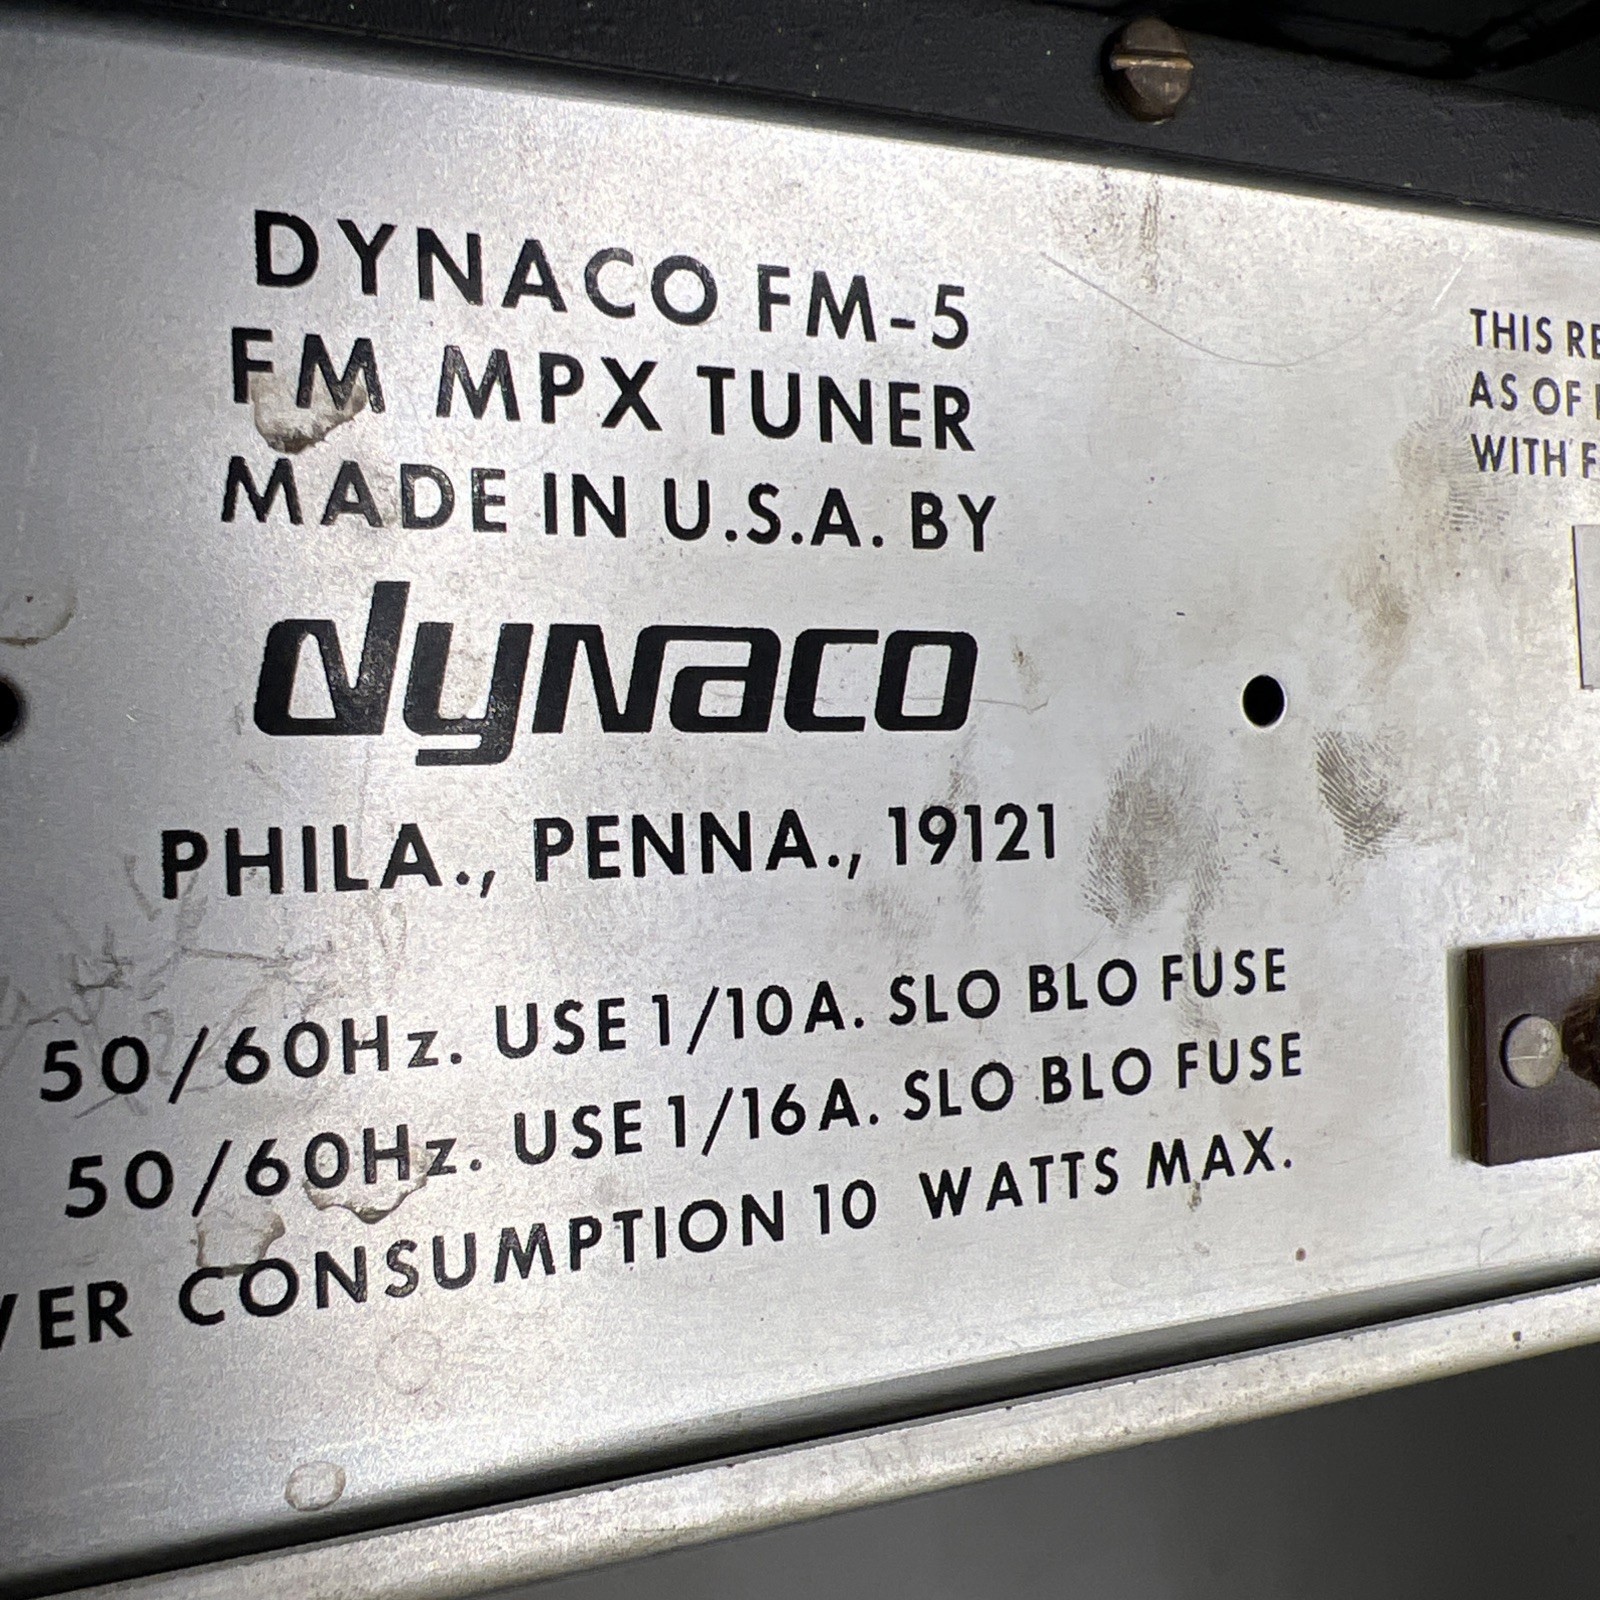 DYNACO FM-5
FM MPX TUNER
MADE IN U.S.A. BY
dynaco
PHILA., PENNA., 19121
50/60Hz. USE 1/10A. SLO BLO FUSE
50/60Hz. USE 1/16A. SLO BLO FUSE
CONSUMPTION 10 WATTS MAX.
THIS
AS OF
WITH